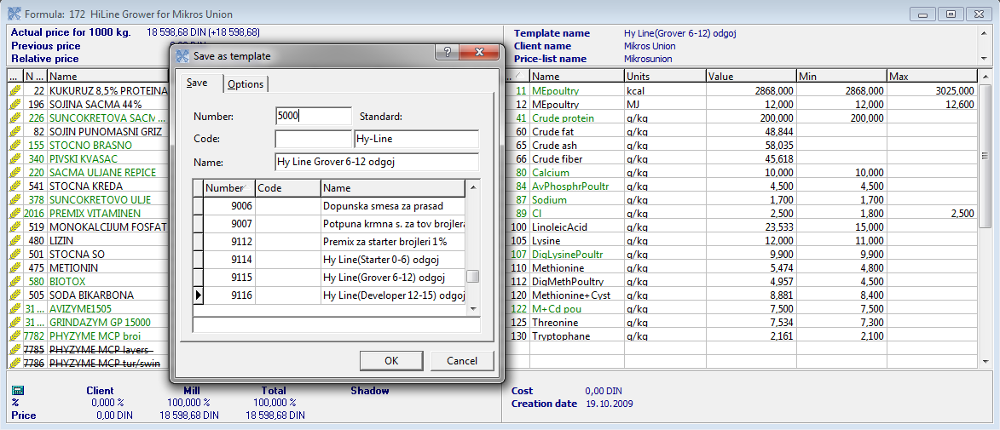 Formula: 172 HiLine Grower for Mikros Union
Actual price for 1000 kg. 18 598,68 DIN (+18 598,68)
Previous price
Relative price
Template name Hy Line(Grover 6-12) odgoj
Client name Mikros Union
Price-list name Mikrosunion
... N ... Name
22 KUKURUZ 8,5% PROTEINA
196 SOJINA SACMA 44%
226 SUNCOKRETOVA SACM ...
82 SOJIN PUNOMASNI GRIZ
155 STOCNO BRASNO
340 PIVSKI KVASAC
220 SACMA ULJANE REPICE
541 STOCNA KREDA
378 SUNCOKRETOVO ULJE
2016 PREMIX VITAMINEN
519 MONOKALCIJUM FOSFAT
480 LIZIN
501 STOCNA SO
475 METIONIN
580 BIOTOX
505 SODA BIKARBONA
31 ... AVIZYME1505
31 ... GRINDAZYM GP 15000
7782 PHYZYME MCP broi
7785 PHYZYME MCP layers
7786 PHYZYME MCP tur/swin
Save as template
?
Save Options
Number: 5000 Standard:
Code: Hy-Line
Name: Hy Line Grover 6-12 odgoj
Number Code Name
9006 Dopunska smesa za prasad
9007 Potpuna krmna s. za tov brojlera
9112 Premix za starter brojleri 1%
9114 Hy Line(Starter 0-6) odgoj
9115 Hy Line(Grover 6-12) odgoj
9116 Hy Line(Developer 12-15) odgoj
OK Cancel
... Name Units Value Min Max
11 MEpoultry kcal 2868,000 2868,000 3025,000
12 MEpoultry MJ 12,000 12,000 12,600
41 Crude protein g/kg 200,000 200,000
60 Crude fat g/kg 48,844
65 Crude ash g/kg 58,035
66 Crude fiber g/kg 45,618
80 Calcium g/kg 10,000 10,000
84 AvPhosphrPoultr g/kg 4,500 4,500
87 Sodium g/kg 1,700 1,700
89 Cl g/kg 2,500 1,800 2,500
100 LinoleicAcid g/kg 23,533 15,000
105 Lysine g/kg 12,000 11,000
107 DigLysinePoultr g/kg 9,900 9,900
110 Methionine g/kg 5,474 4,800
112 DigMethPoultry g/kg 4,957 4,500
120 Methionine+Cyst g/kg 8,881 8,400
122 M+Cd pou g/kg 7,500 7,500
125 Threonine g/kg 7,534 7,300
130 Tryptophane g/kg 2,161 2,100
Client Mill Total Shadow
% 0,000 % 100,000 % 100,000 %
Price 0,00 DIN 18 598,68 DIN 18 598,68 DIN
Cost 0,00 DIN
Creation date 19.10.2009